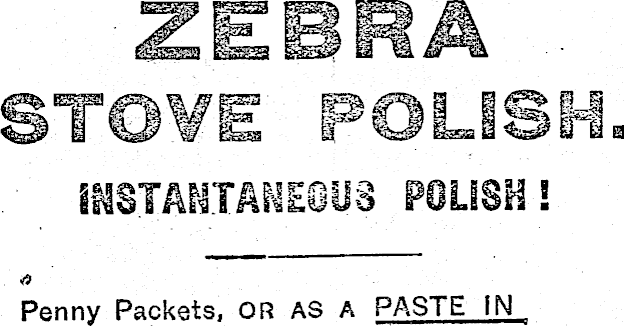 ZEBRA
STOVE POLISH.
INSTANTANEOUS POLISH!
Penny Packets, OR AS A PASTE IN